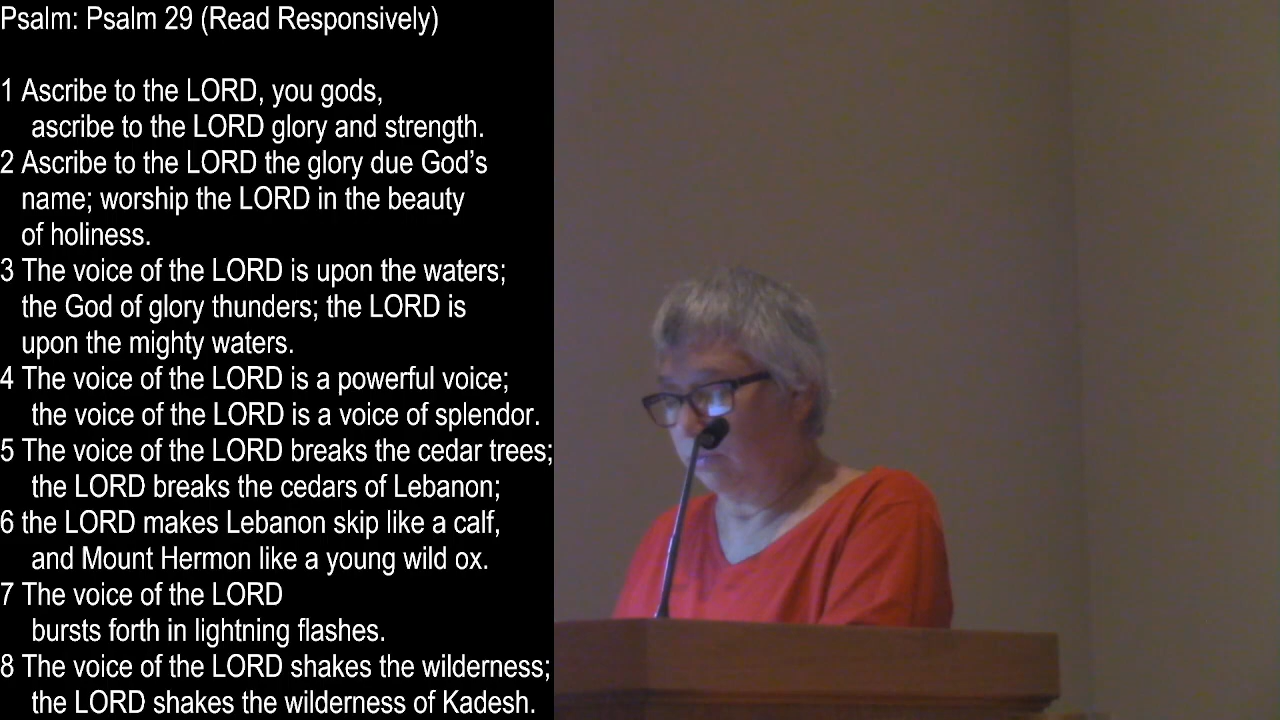 Psalm: Psalm 29 (Read Responsively)
1 Ascribe to the LORD, you gods,
ascribe to the LORD glory and strength.
2 Ascribe to the LORD the glory due God’s
name; worship the LORD in the beauty
of holiness.
3 The voice of the LORD is upon the waters;
the God of glory thunders; the LORD is
upon the mighty waters.
4 The voice of the LORD is a powerful voice;
the voice of the LORD is a voice of splendor.
5 The voice of the LORD breaks the cedar trees;
the LORD breaks the cedars of Lebanon;
6 the LORD makes Lebanon skip like a calf,
and Mount Hermon like a young wild ox.
7 The voice of the LORD
bursts forth in lightning flashes.
8 The voice of the LORD shakes the wilderness;
the LORD shakes the wilderness of Kadesh.